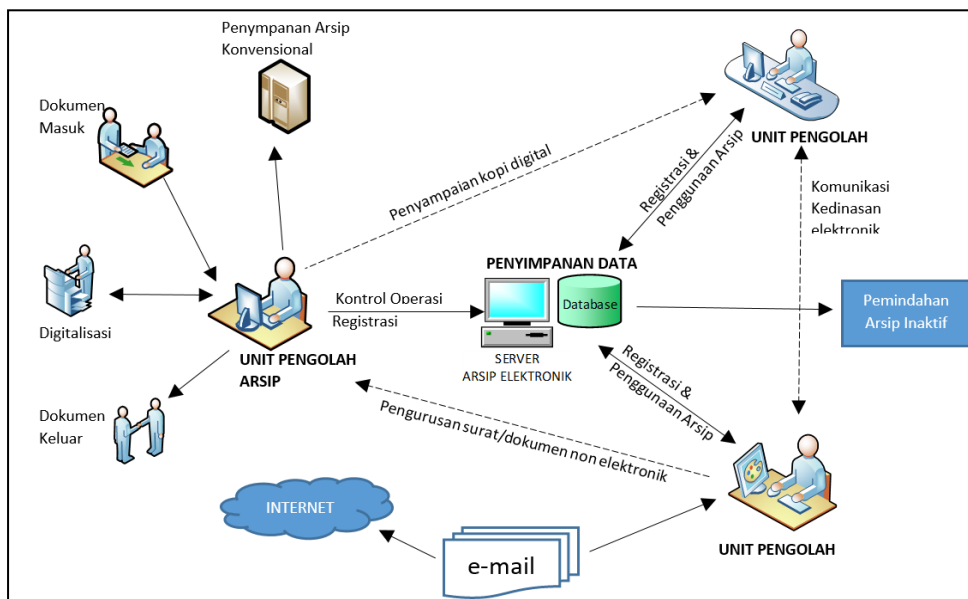 Penympanan Arsip
Konvensional
Dokumen
Masuk
UNIT PENGOLAH
Penyampaian kopi digital
Registrasi &
Penggunaan Arsip
Komunikasi
Kedinasan
elektronik
PENYIMPANAN DATA
Database
Kontrol Operasi
Registrasi
Pemindahan
Arsip Inaktif
Digitalisasi
UNIT PENGOLAH
ARSIP
SERVER
ARSIP ELEKTRONIK
Registrasi &
Penggunaan Arsip
Dokumen
Keluar
Pengurusan surat/dokumen non elektronik
INTERNET
e-mail
UNIT PENGOLAH